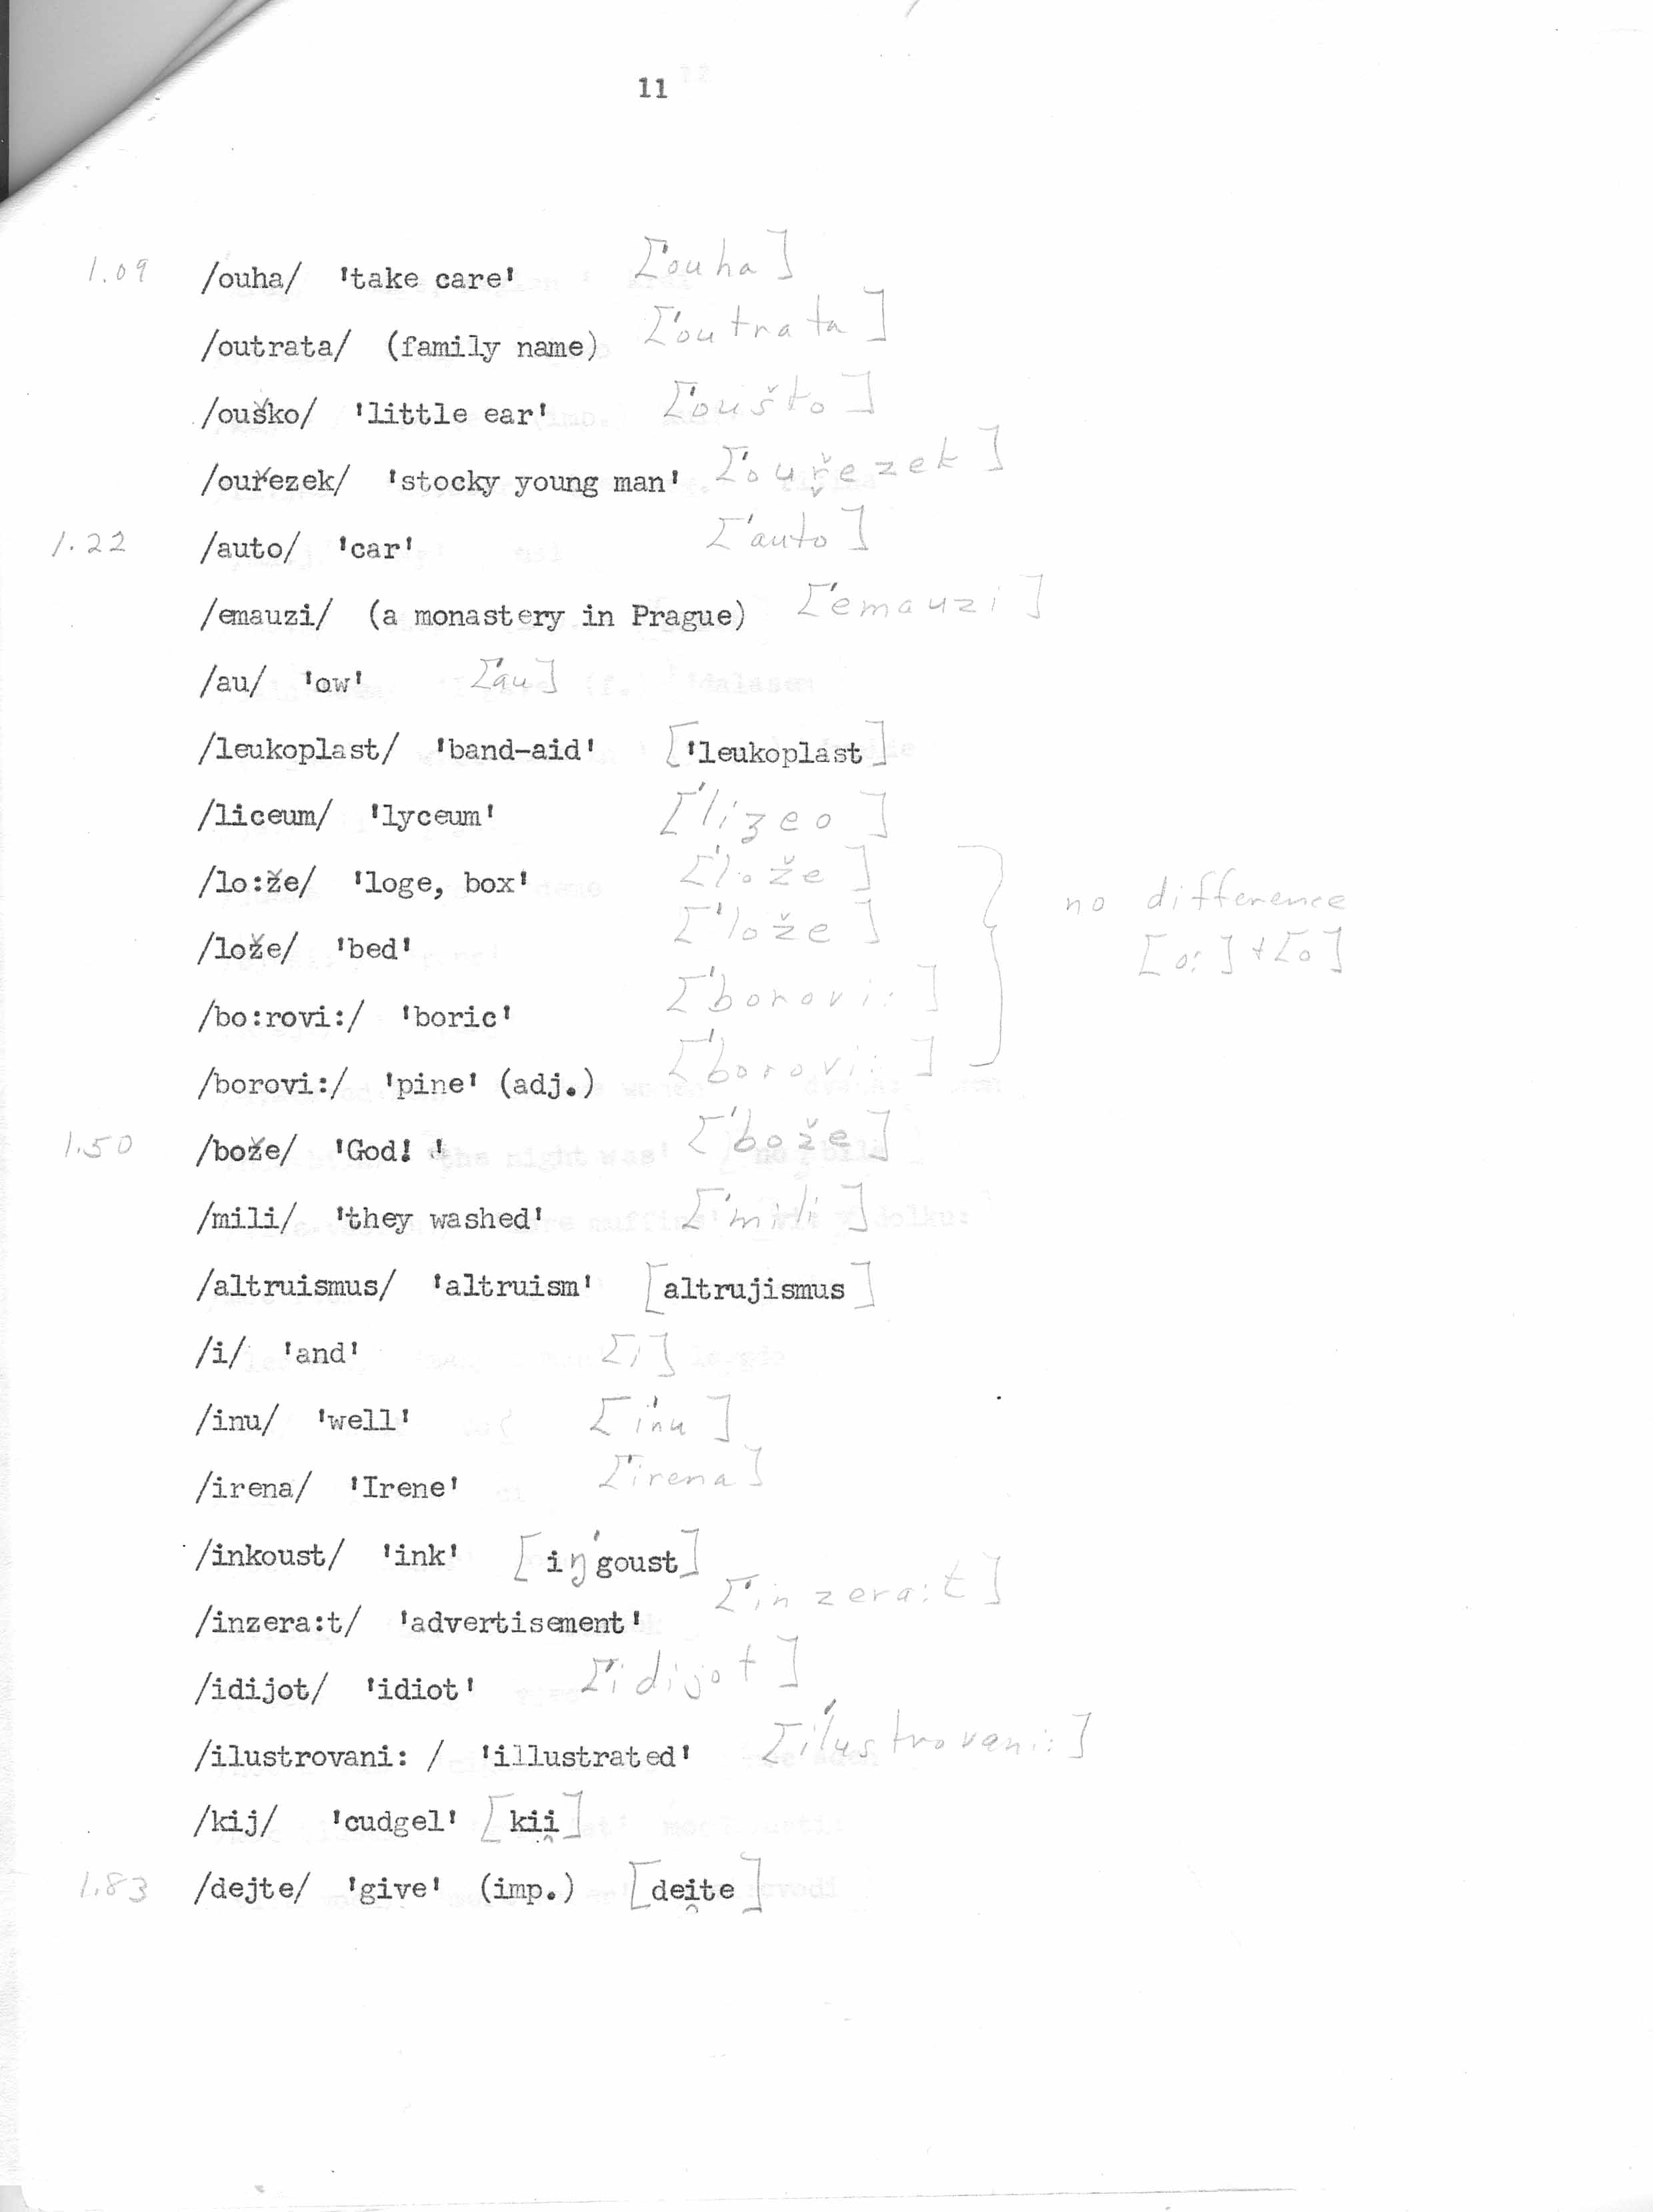 11
1.09 /ouha/ 'take care' ['ouha]
/outrata/ (family name) ['outrata]
/ouško/ 'little ear' ['oušto]
/ouřezek/ 'stocky young man' ['ouř̬ezek]
1.22 /auto/ 'car' ['auto]
/emauzi/ (a monastery in Prague) ['emauzi]
/au/ 'ow' ['au]
/leukoplast/ 'band-aid' ['leukoplast]
/liceum/ 'lyceum' ['lizeo]
/lo:že/ 'loge, box' ['lože]
no difference
/lože/ 'bed' ['lože]
[o:] + [o]
/bo:rovi:/ 'boric' ['borovi:]
/borovi:/ 'pine' (adj.) ['borovi:]
1.50 /bože/ 'God! ' ['bože]
/mili/ 'they washed' ['mili]
/altruismus/ 'altruism' [altrujismus]
/i/ 'and' [i]
/inu/ 'well' ['inu]
/irena/ 'Irene' ['irena]
/inkoust/ 'ink' [iŋ'goust]
/inzera:t/ 'advertisement' ['inzera:t]
/idijot/ 'idiot' ['idijot]
/ilustrovani: / 'illustrated' ['ilustrovani:]
/kij/ 'cudgel' [kii̯]
1.83 /dejte/ 'give' (imp.) [dei̯te]